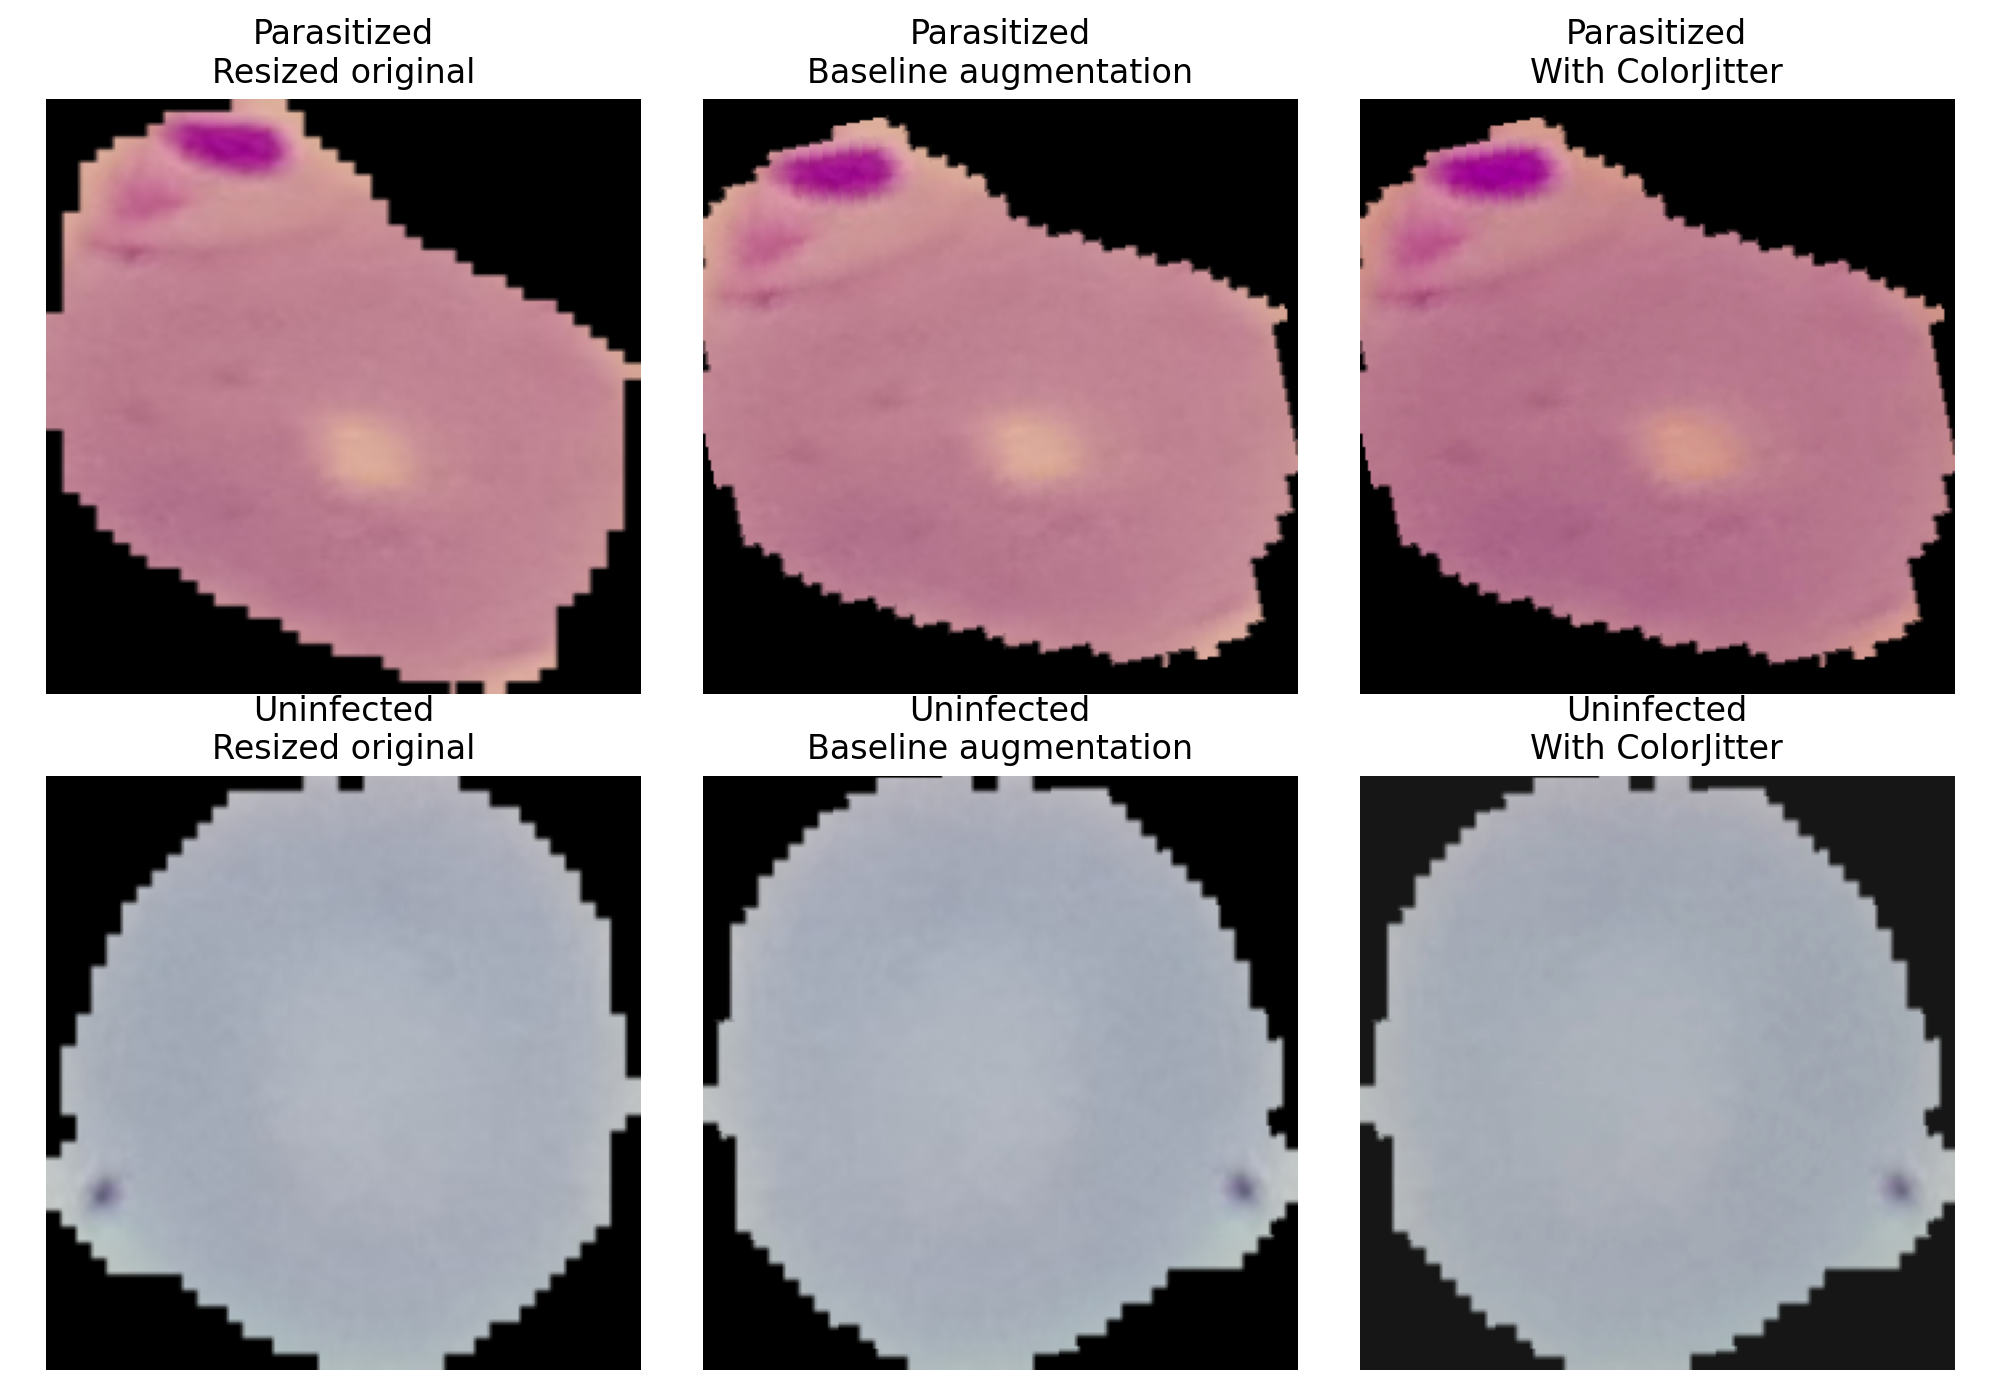 Parasitized
Resized original
Parasitized
Baseline augmentation
Parasitized
With ColorJitter
Uninfected
Resized original
Uninfected
Baseline augmentation
Uninfected
With ColorJitter